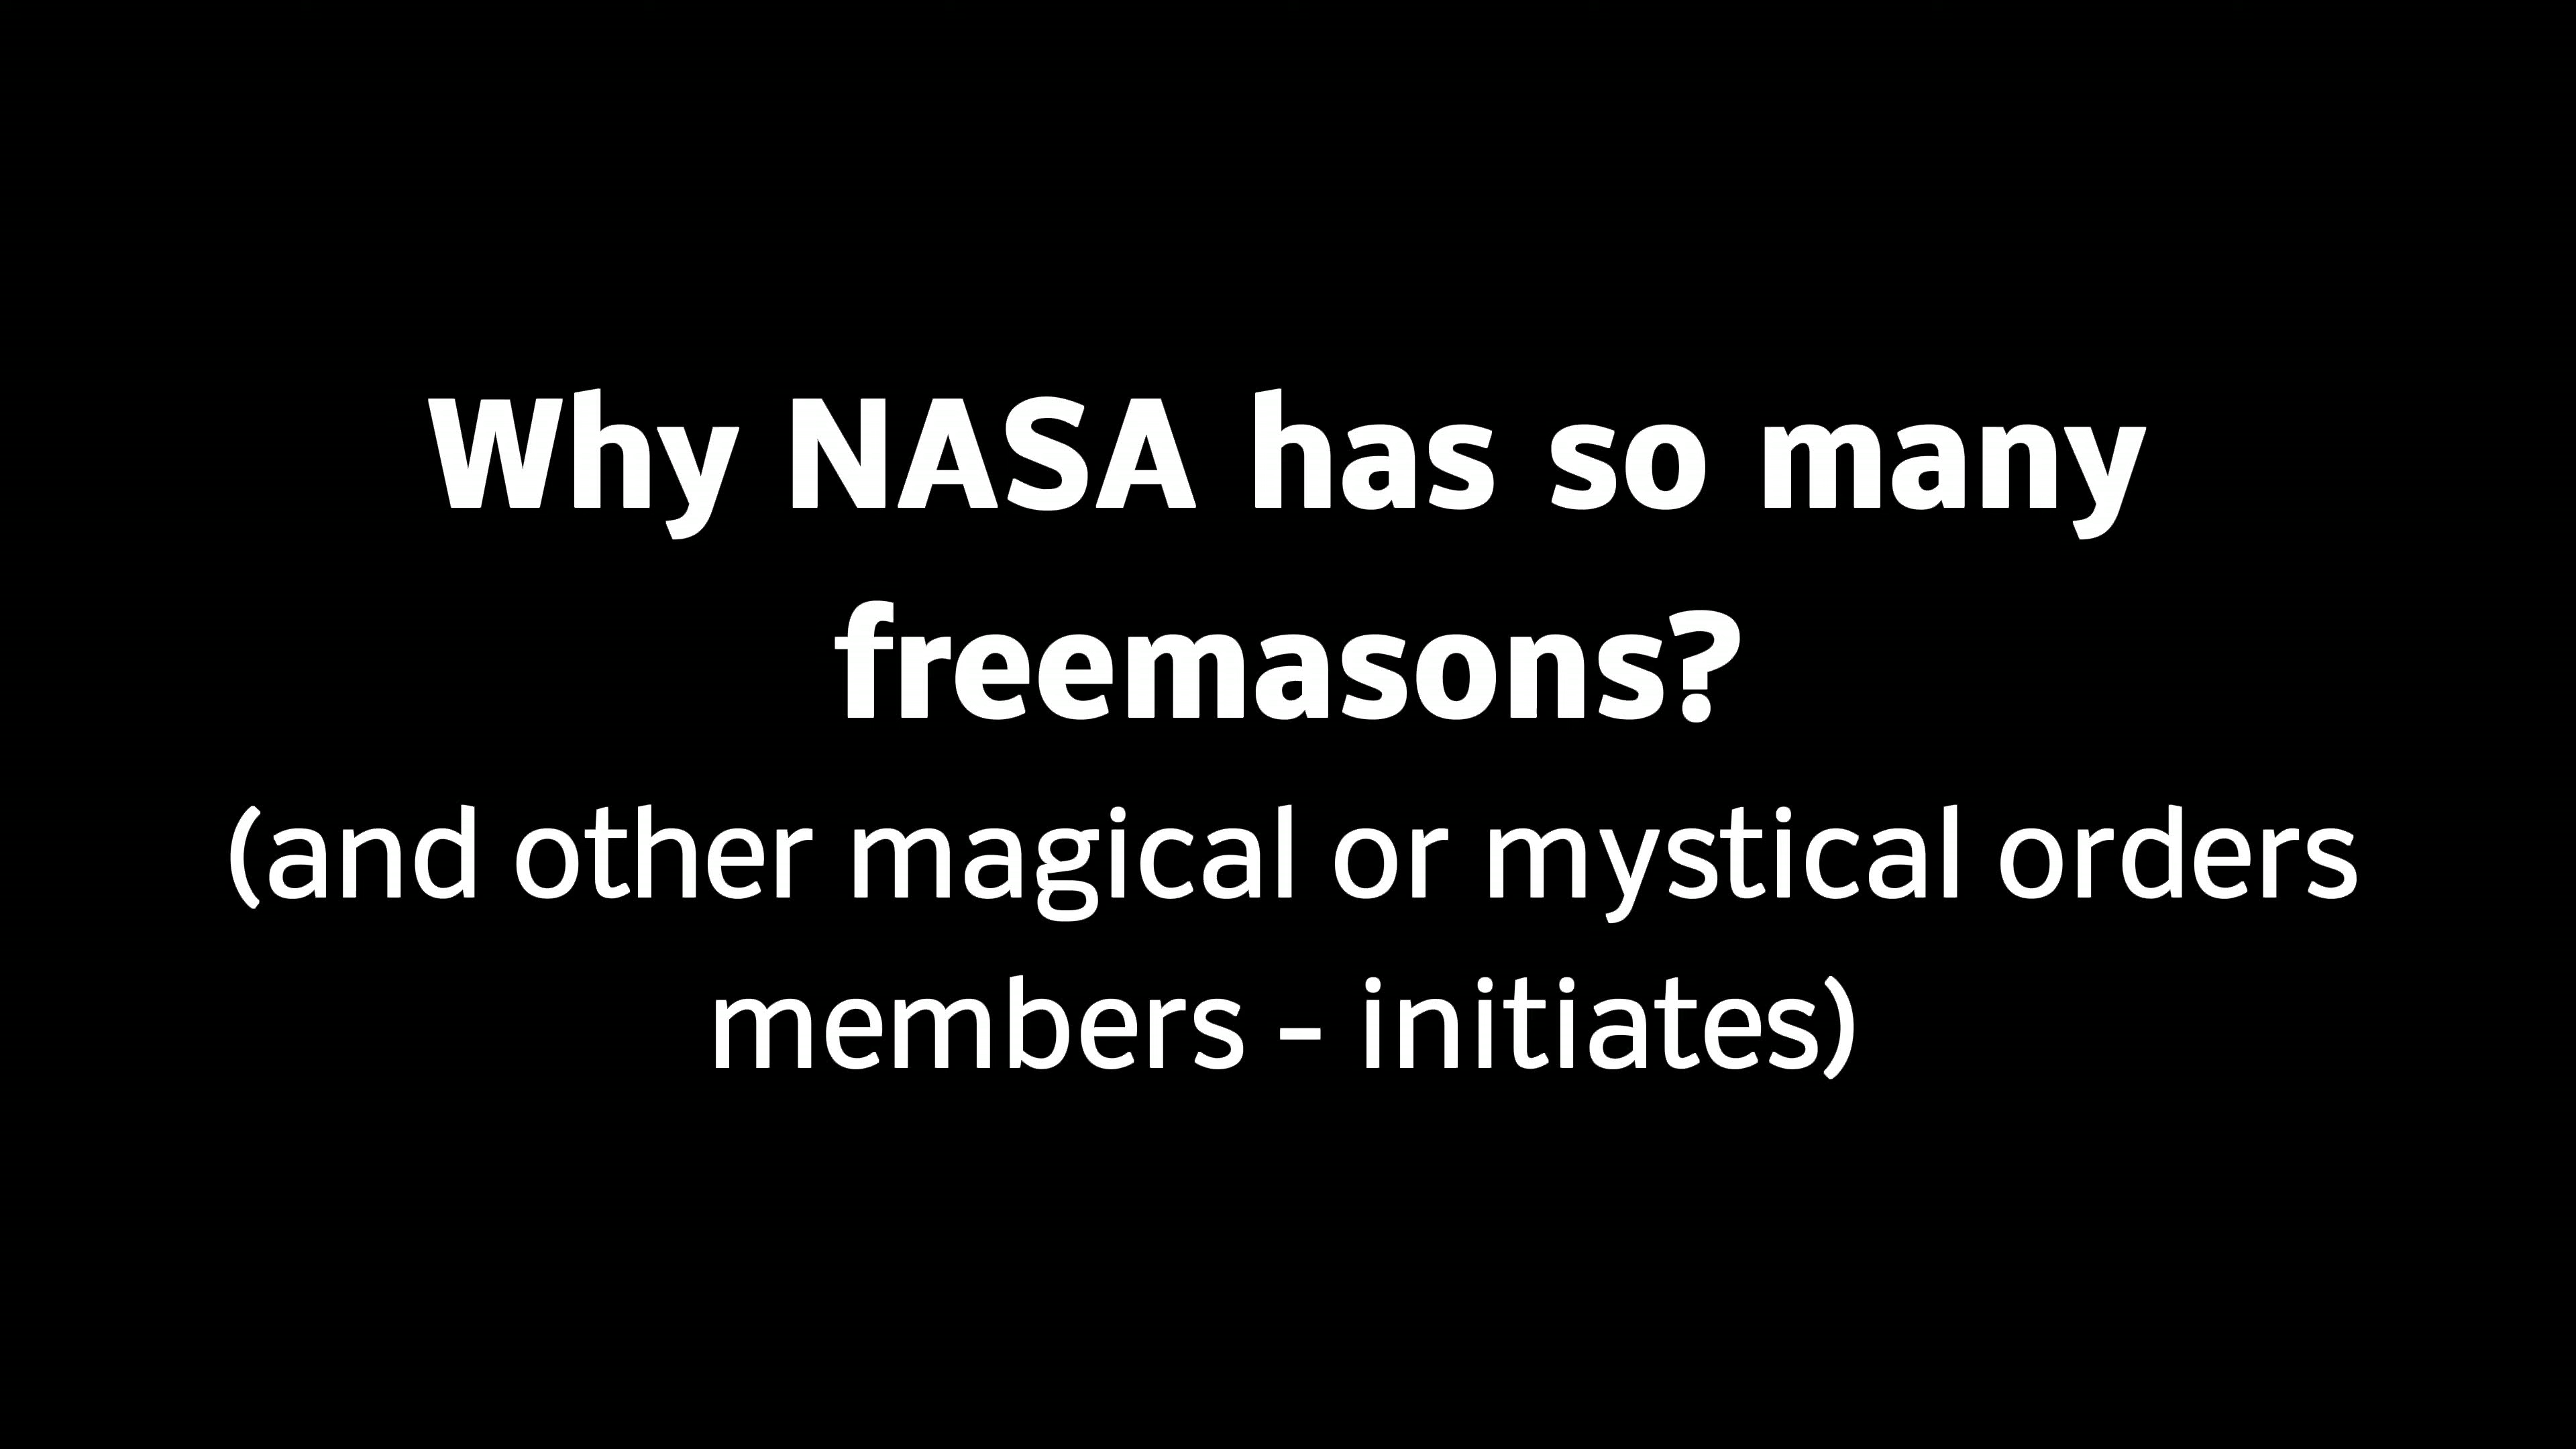 Why NASA has so many
freemasons?
(and other magical or mystical orders
members - initiates)